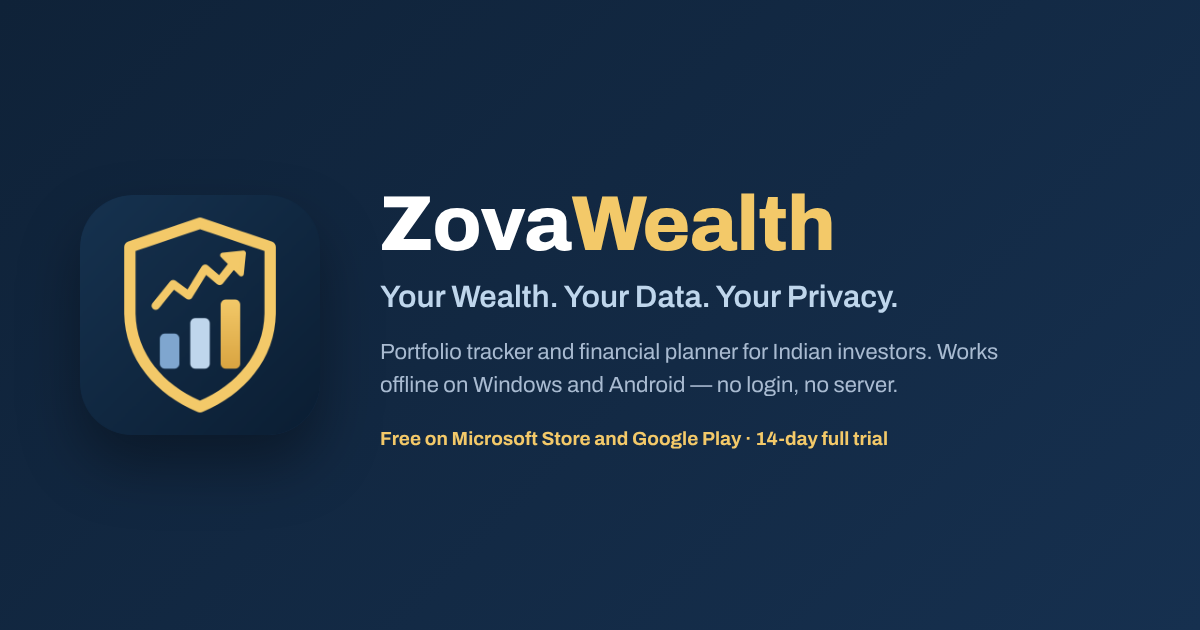 ZovaWealth
Your Wealth. Your Data. Your Privacy.
Portfolio tracker and financial planner for Indian investors. Works
offline on Windows and Android — no login, no server.
Free on Microsoft Store and Google Play · 14-day full trial